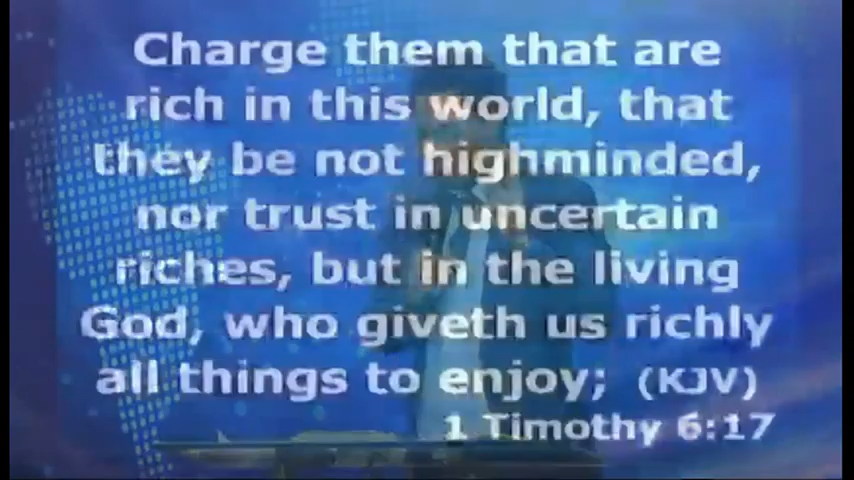 Charge them that are
rich in this world, that
they be not highminded,
nor trust in uncertain
riches, but in the living
God, who giveth us richly
all things to enjoy; (KJV)
1 Timothy 6:17